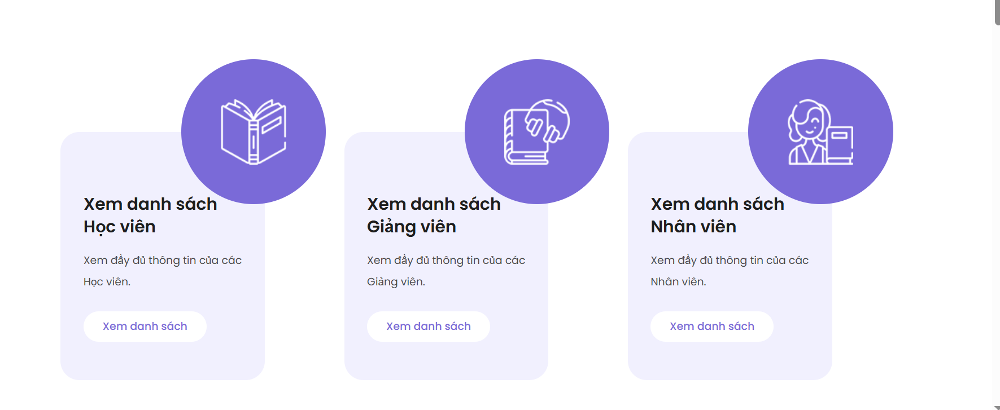 Xem danh sách
Học viên
Xem đầy đủ thông tin của các
Học viên.
Xem danh sách
Xem danh sách
Giảng viên
Xem đầy đủ thông tin của các
Giảng viên.
Xem danh sách
Xem danh sách
Nhân viên
Xem đầy đủ thông tin của các
Nhân viên.
Xem danh sách